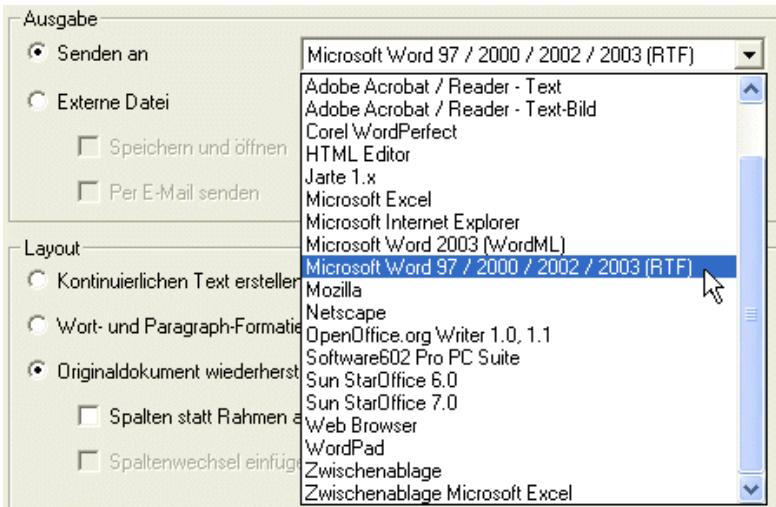 Ausgabe
Senden an
Microsoft Word 97 / 2000 / 2002 / 2003 (RTF)
Externe Datei
Speichern und öffnen
Per E-Mail senden
Adobe Acrobat / Reader - Text
Adobe Acrobat / Reader - Text-Bild
Corel WordPerfect
HTML Editor
Jarte 1.x
Microsoft Excel
Microsoft Internet Explorer
Microsoft Word 2003 (WordML)
Microsoft Word 97 / 2000 / 2002 / 2003 (RTF)
Mozilla
Netscape
OpenOffice.org Writer 1.0, 1.1
Software602 Pro PC Suite
Sun StarOffice 6.0
Sun StarOffice 7.0
Web Browser
WordPad
Zwischenablage
Zwischenablage Microsoft Excel
Layout
Kontinuierlichen Text erstellen
Wort- und Paragraph-Formatie
Originaldokument wiederherst
Spalten statt Rahmen a
Spaltenwechsel einfüge